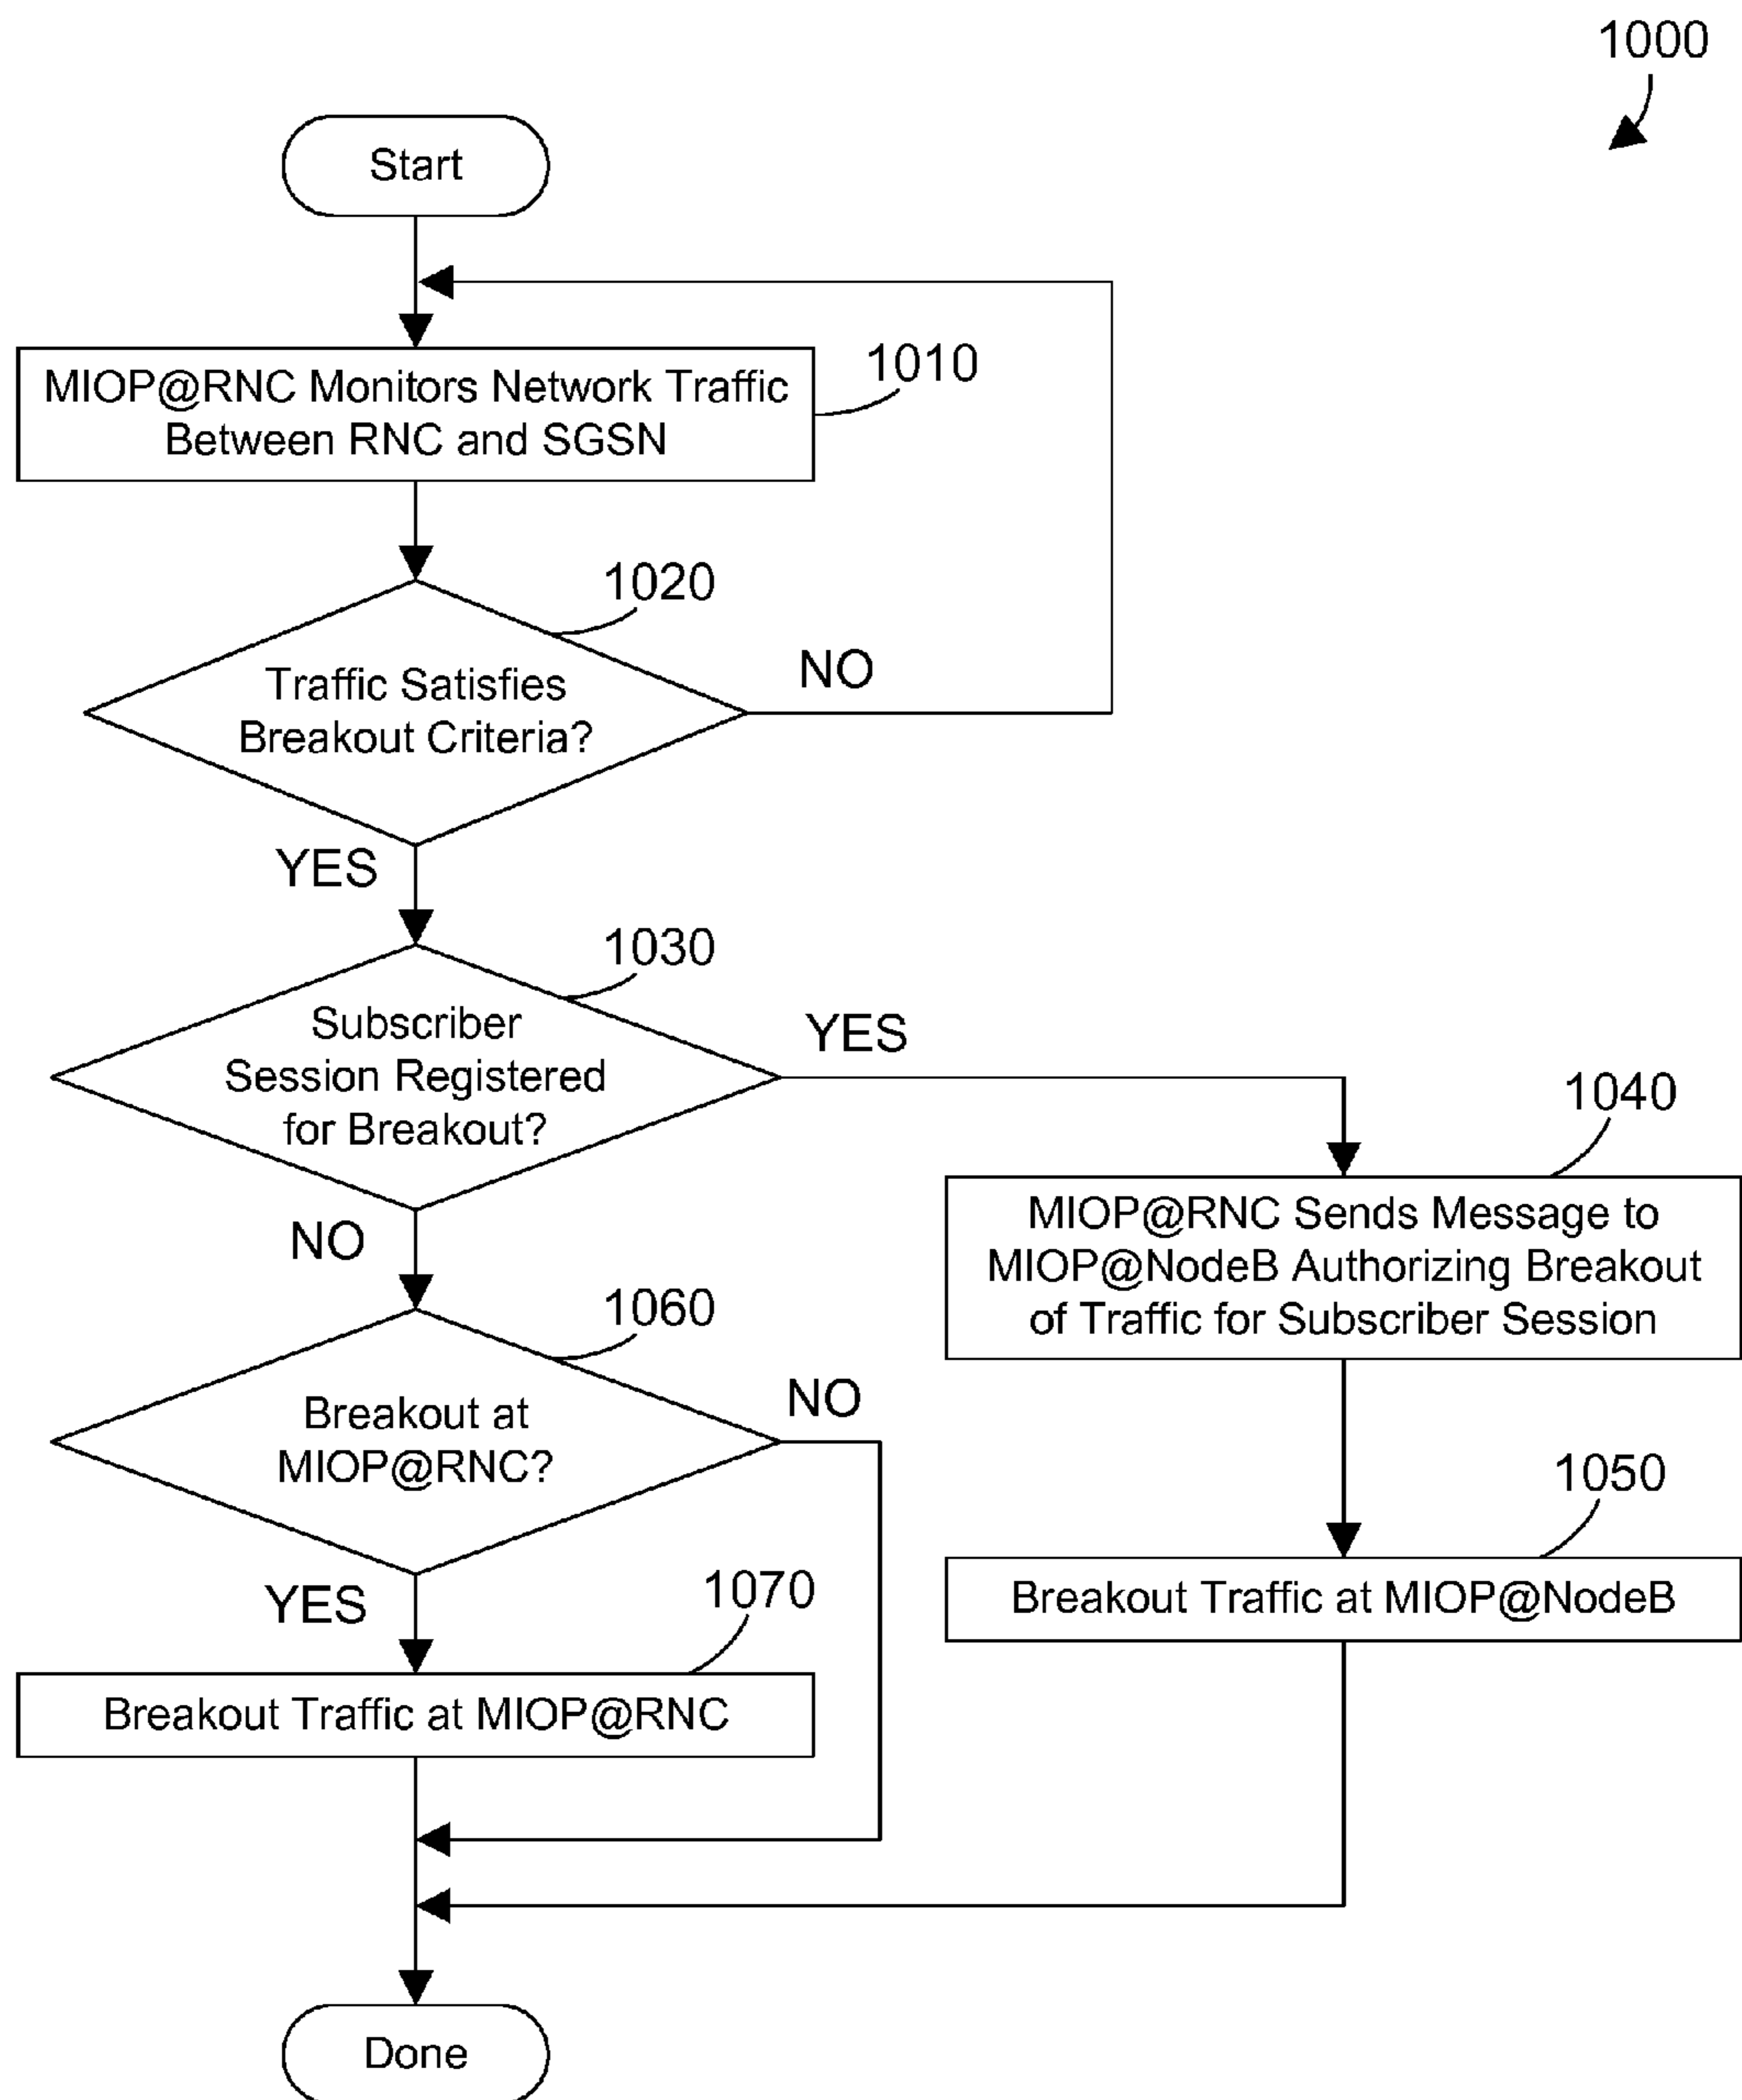 1000
Start
MIOP@RNC Monitors Network Traffic
Between RNC and SGSN
1010
1020
Traffic Satisfies
Breakout Criteria?
NO
YES
1030
Subscriber
Session Registered
for Breakout?
YES
1040
MIOP@RNC Sends Message to
MIOP@NodeB Authorizing Breakout
of Traffic for Subscriber Session
NO
1060
Breakout at
MIOP@RNC?
NO
1050
Breakout Traffic at MIOP@NodeB
YES
1070
Breakout Traffic at MIOP@RNC
Done